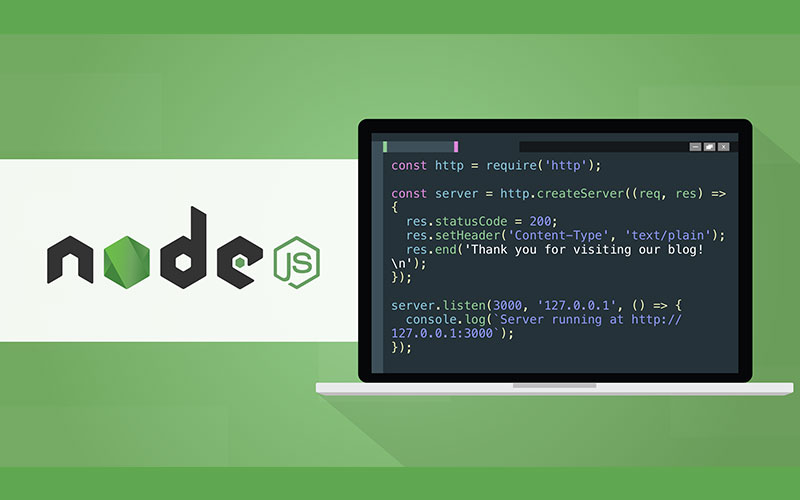 node JS
const http = require('http');
const server = http.createServer((req, res) =>
{
res.statusCode = 200;
res.setHeader('Content-Type', 'text/plain');
res.end('Thank you for visiting our blog!
\n');
});
server.listen(3000, '127.0.0.1', () => {
console.log(`Server running at http://
127.0.0.1:3000`);
});